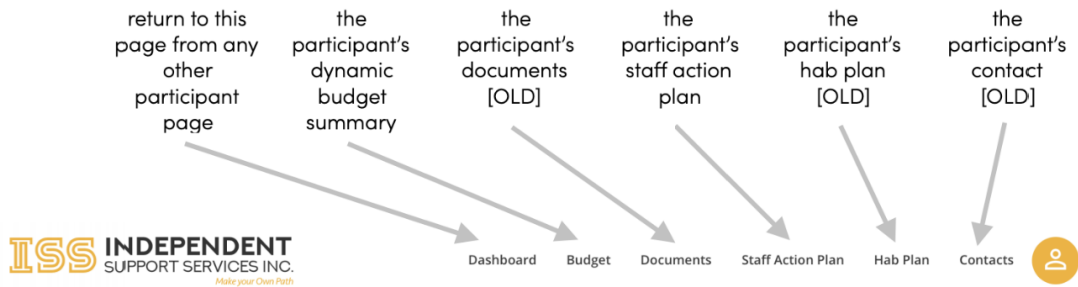 return to this
page from any
other
participant
page
the
participant's
dynamic
budget
summary
the
participant's
documents
[OLD]
the
participant's
staff action
plan
the
participant's
hab plan
[OLD]
the
participant's
contact
[OLD]
ISS INDEPENDENT
SUPPORT SERVICES INC.
Make your Own Path
Dashboard Budget Documents Staff Action Plan Hab Plan Contacts